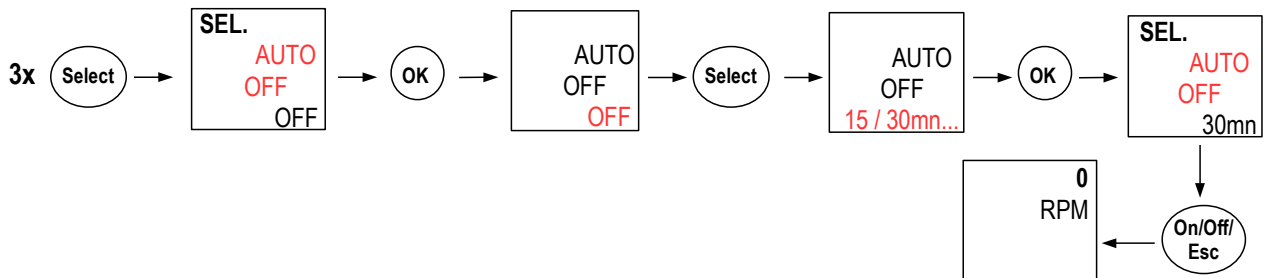 3x
Select
SEL.
AUTO
OFF
OFF
OK
AUTO
OFF
OFF
Select
AUTO
OFF
15 / 30mn...
OK
SEL.
AUTO
OFF
30mn
On/Off/
Esc
0
RPM